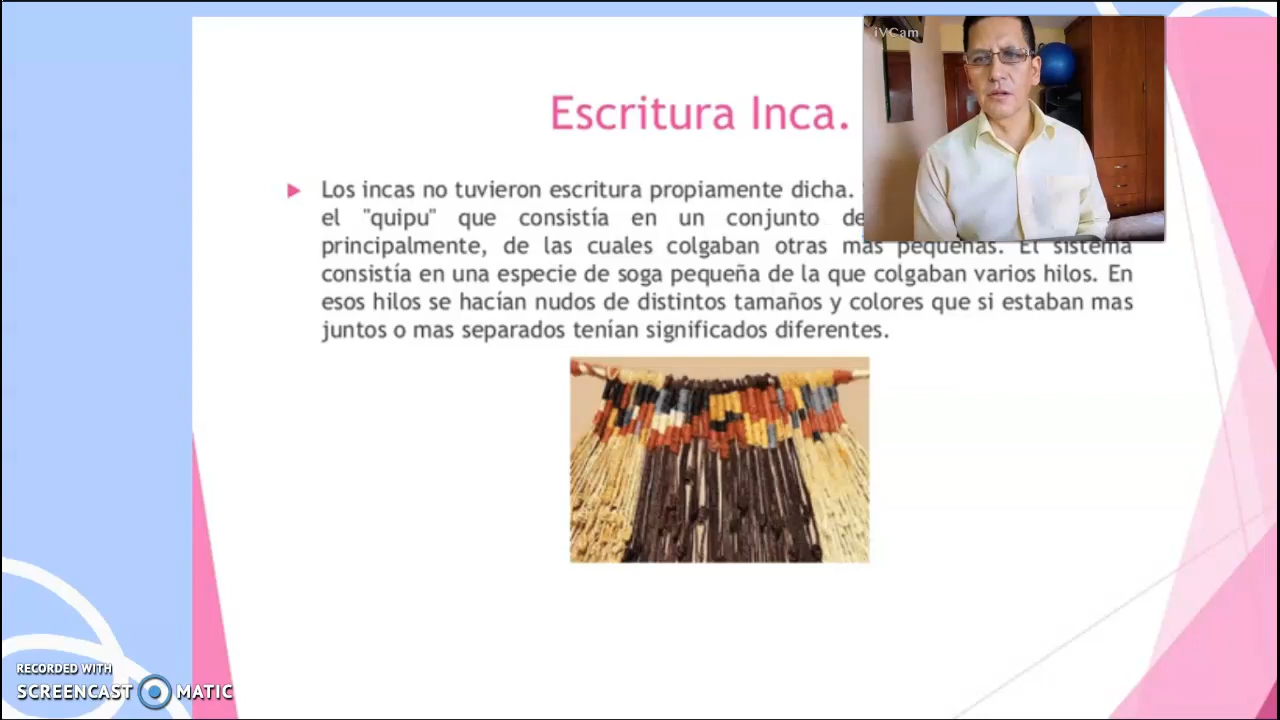 iVCam
Escritura Inca.
Los incas no tuvieron escritura propiamente dicha.
el "quipu" que consistía en un conjunto de
principalmente, de las cuales colgaban otras mas pequeñas. El sistema
consistía en una especie de soga pequeña de la que colgaban varios hilos. En
esos hilos se hacían nudos de distintos tamaños y colores que si estaban mas
juntos o mas separados tenían significados diferentes.
RECORDED WITH
SCREENCAST MATIC